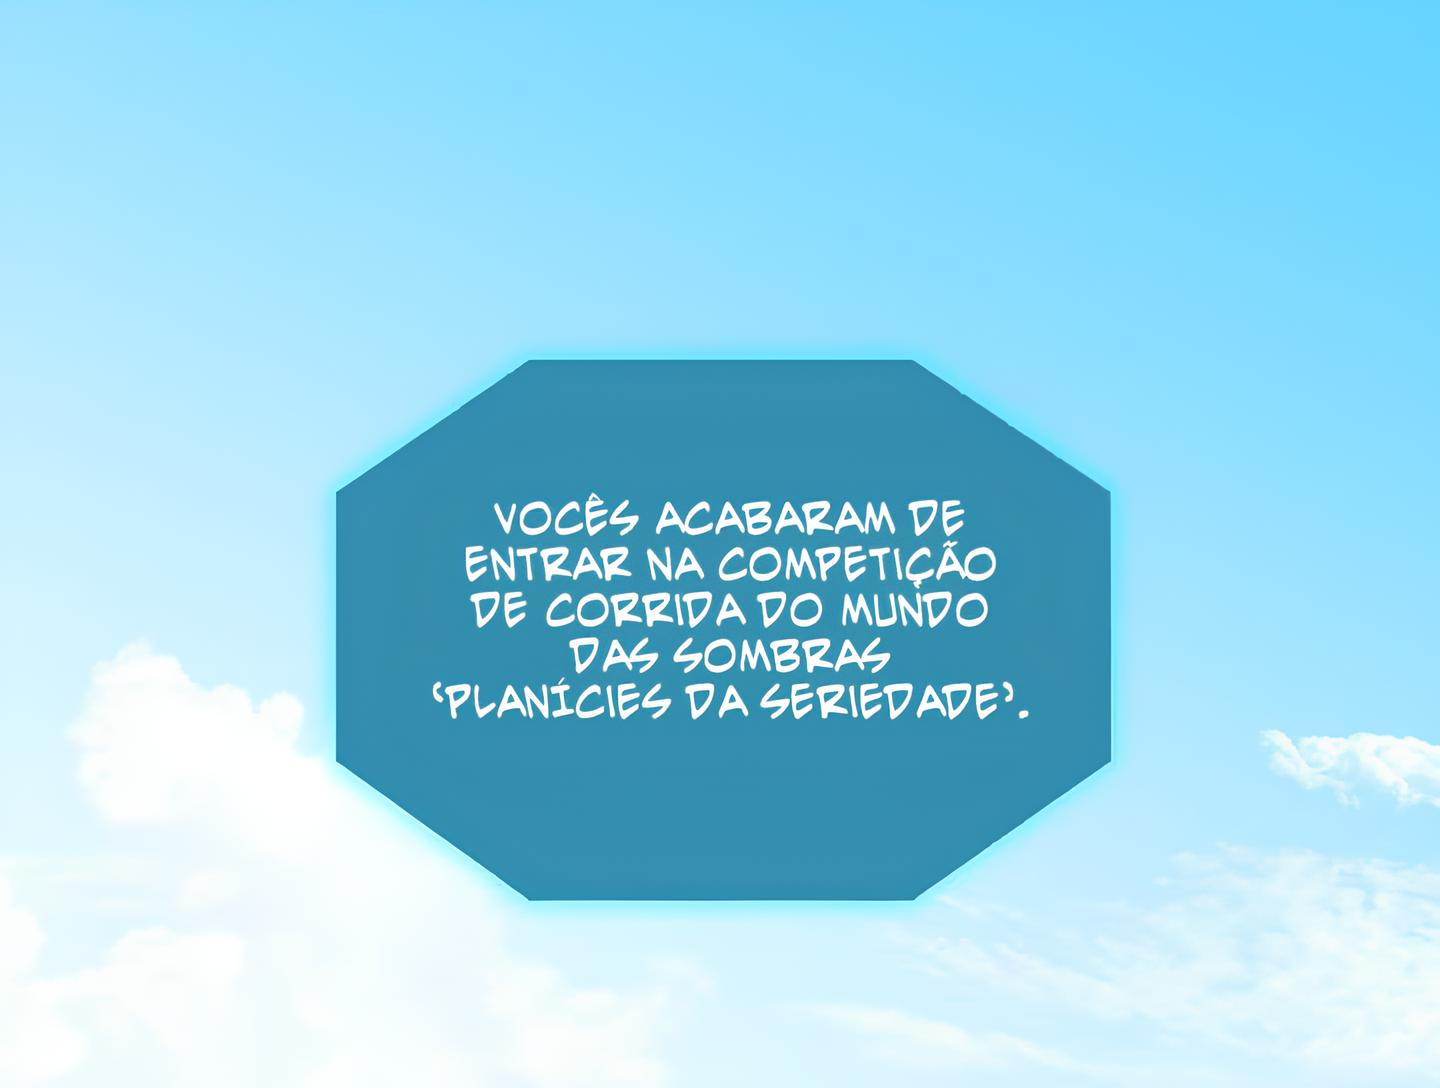 VOCÊS ACABARAM DE
ENTRAR NA COMPETIÇÃO
DE CORRIDA DO MUNDO
DAS SOMBRAS
‘PLANÍCIES DA SERIEDADE’.